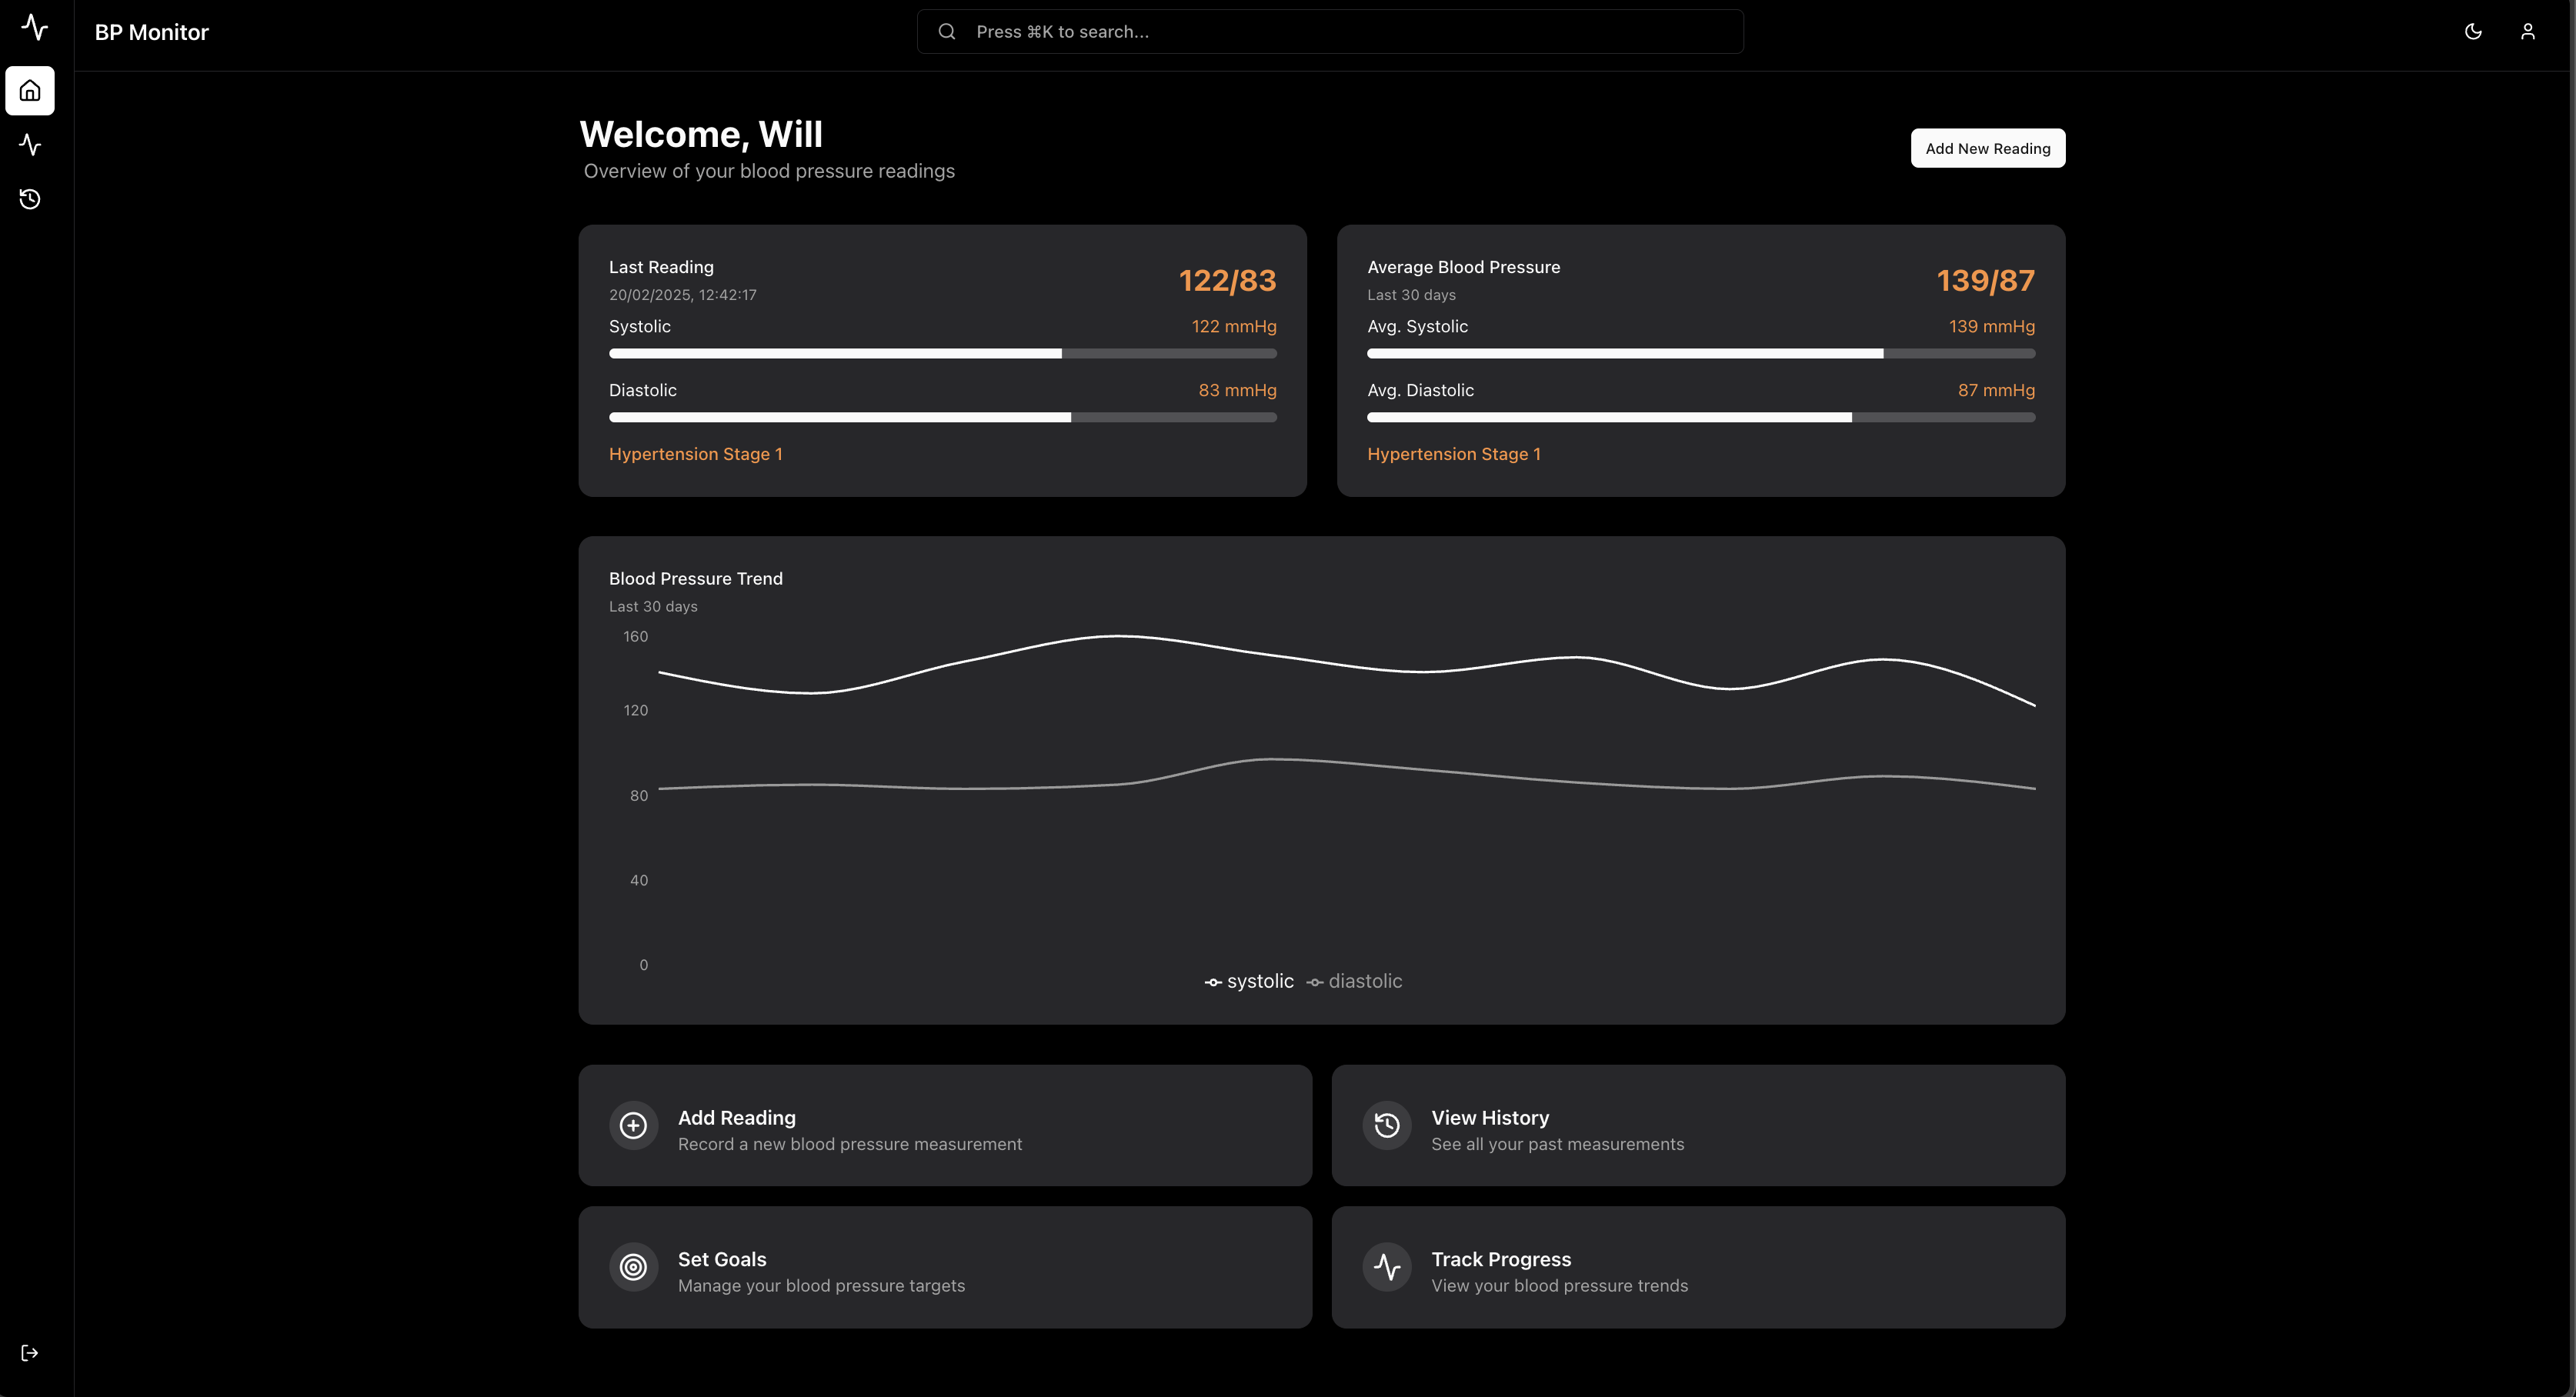 BP Monitor
Press ⌘K to search...
Welcome, Will
Overview of your blood pressure readings
Add New Reading
Last Reading
122/83
20/02/2025, 12:42:17
Systolic
122 mmHg
Diastolic
83 mmHg
Hypertension Stage 1
Average Blood Pressure
139/87
Last 30 days
Avg. Systolic
139 mmHg
Avg. Diastolic
87 mmHg
Hypertension Stage 1
Blood Pressure Trend
Last 30 days
160
120
80
40
0
systolic
diastolic
Add Reading
Record a new blood pressure measurement
View History
See all your past measurements
Set Goals
Manage your blood pressure targets
Track Progress
View your blood pressure trends